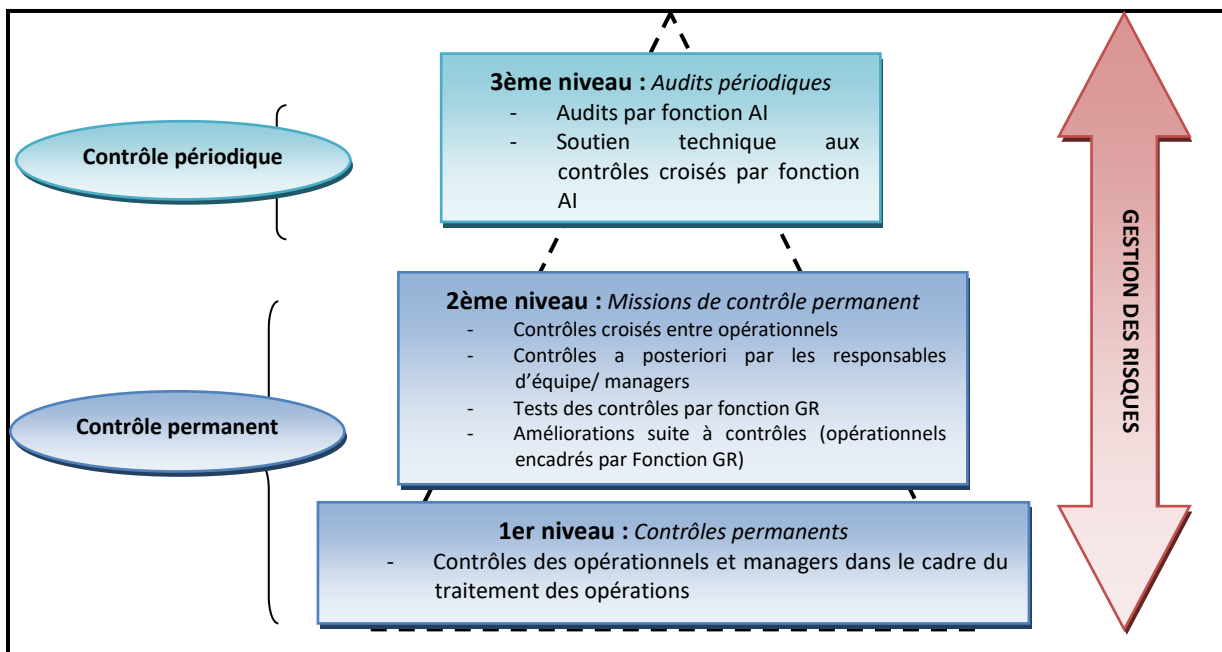 3ème niveau : Audits périodiques
- Audits par fonction AI
- Soutien technique aux
contrôles croisés par fonction
AI
Contrôle périodique
2ème niveau : Missions de contrôle permanent
- Contrôles croisés entre opérationnels
- Contrôles a posteriori par les responsables
d'équipe/ managers
- Tests des contrôles par fonction GR
- Améliorations suite à contrôles (opérationnels
encadrés par Fonction GR)
Contrôle permanent
1er niveau : Contrôles permanents
- Contrôles des opérationnels et managers dans le cadre du
traitement des opérations
GESTION DES RISQUES